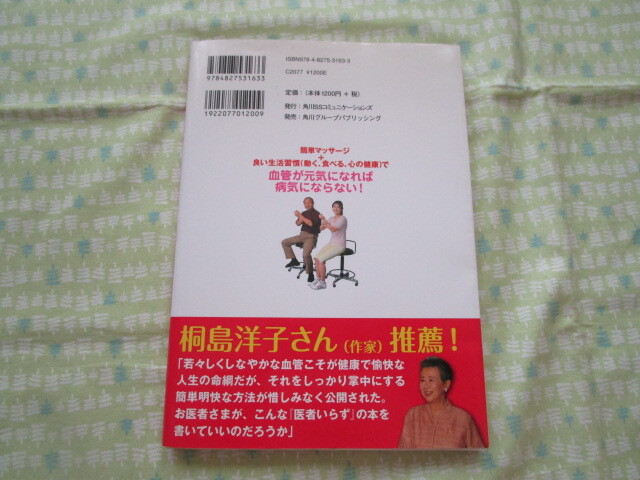 ISBN978-4-8275-3163-3
C2077 ¥1200E
9784827531633
定価：（本体1200円 + 税）
1922077012009
発行：角川SSコミュニケーションズ
発売：角川グループパブリッシング
簡単マッサージ
+
良い生活習慣（動く、食べる、心の健康）で
血管が元気になれば
病気にならない！
桐島洋子さん（作家）推薦！
「若々しくしなやかな血管こそが健康で愉快な
人生の命綱だが、それをしっかり掌中にする
簡単明快な方法が惜しみなく公開された。
お医者さまが、こんな『医者いらず』の本を
書いていいのだろうか」